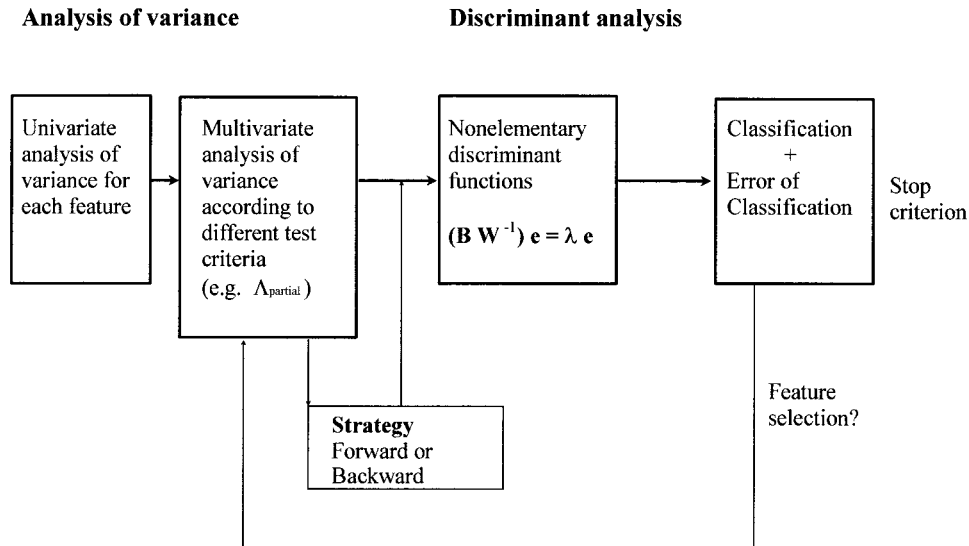 Analysis of variance
Discriminant analysis
Univariate
analysis of
variance for
each feature
Multivariate
analysis of
variance
according to
different test
criteria
(e.g. Λpartial)
Nonelementary
discriminant
functions
(B W⁻¹) e = λ e
Classification
+
Error of
Classification
Stop
criterion
Strategy
Forward or
Backward
Feature
selection?